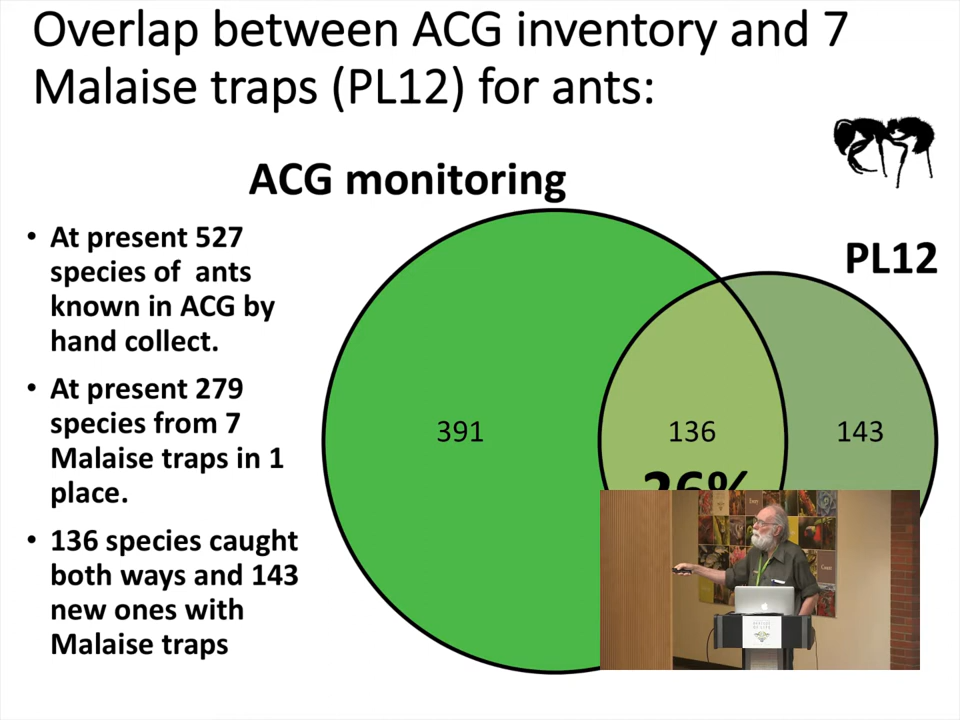 Overlap between ACG inventory and 7
Malaise traps (PL12) for ants:
ACG monitoring
PL12
• At present 527
species of ants
known in ACG by
hand collect.
• At present 279
species from 7
Malaise traps in 1
place.
• 136 species caught
both ways and 143
new ones with
Malaise traps
391
136
143
26%